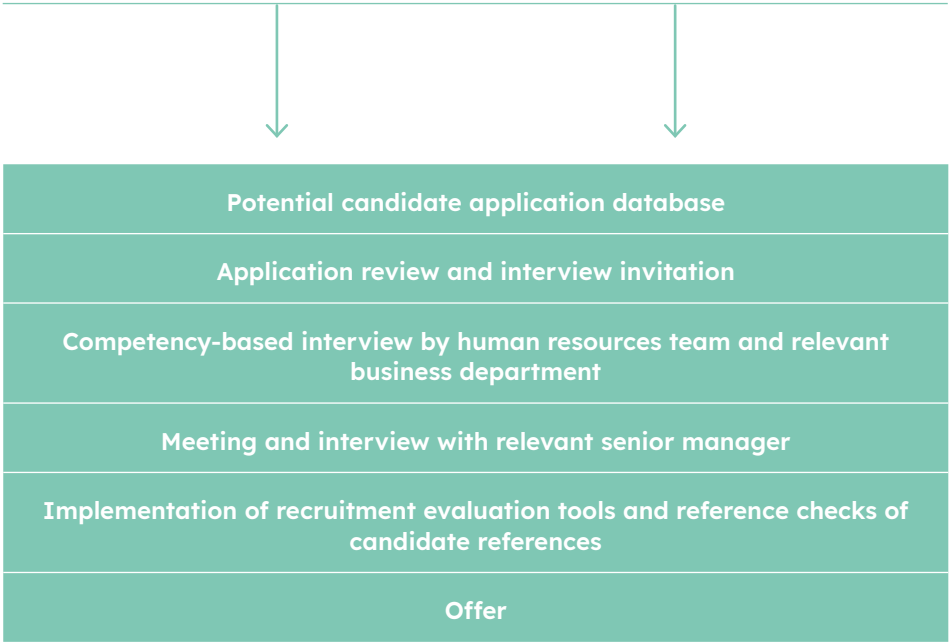 Potential candidate application database
Application review and interview invitation
Competency-based interview by human resources team and relevant
business department
Meeting and interview with relevant senior manager
Implementation of recruitment evaluation tools and reference checks of
candidate references
Offer